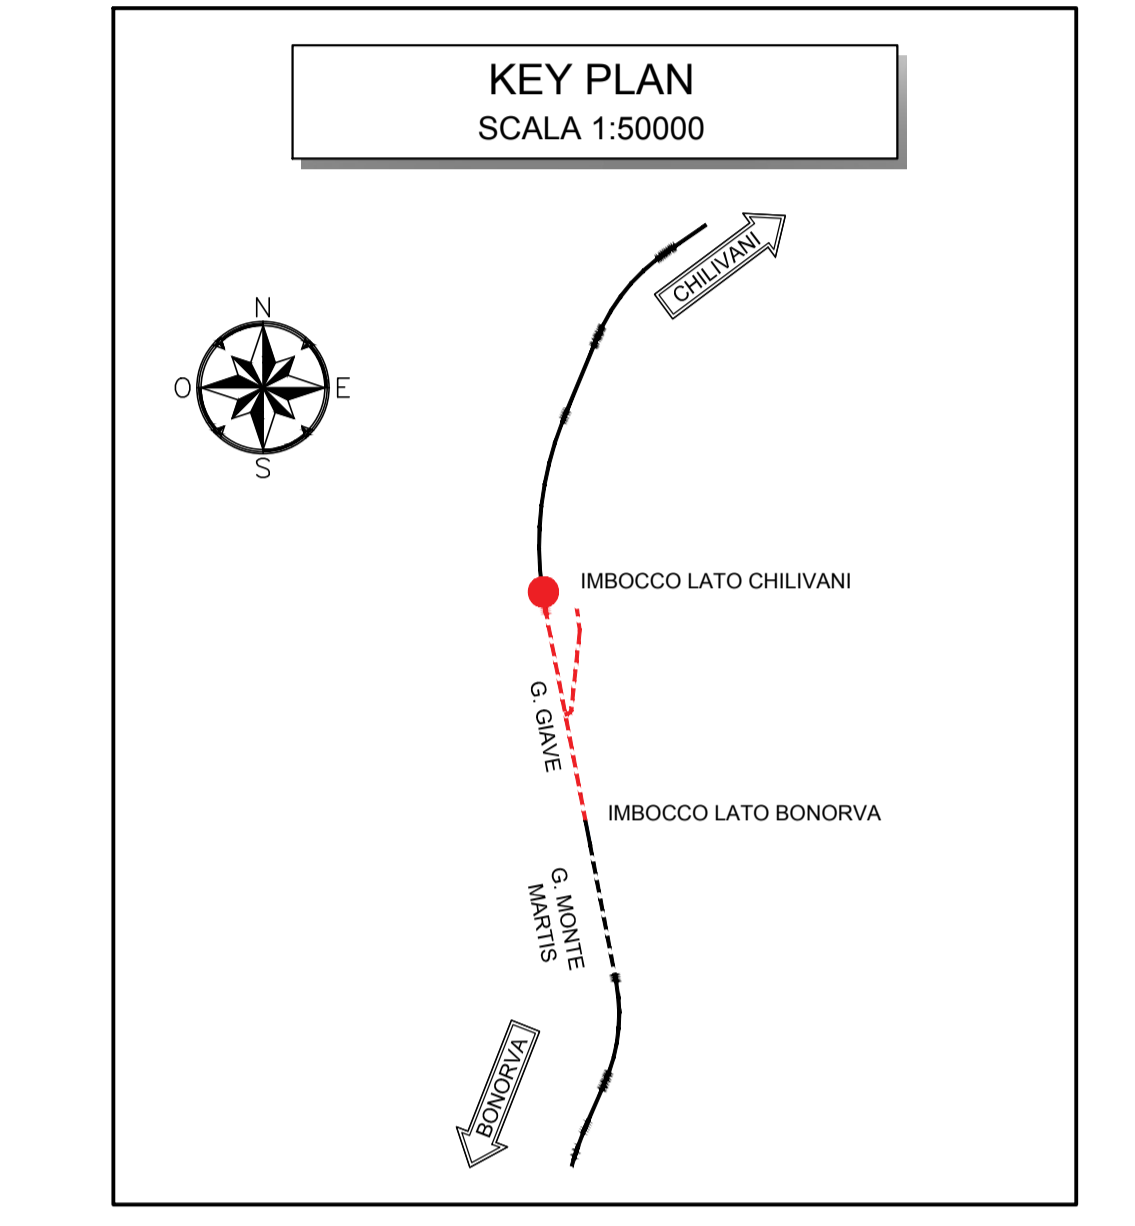 KEY PLAN
SCALA 1:50000
CHILIVANI
N
O
E
S
IMBOCCO LATO CHILIVANI
G. GIAVE
IMBOCCO LATO BONORVA
G. MONTE
MARTIS
BONORVA